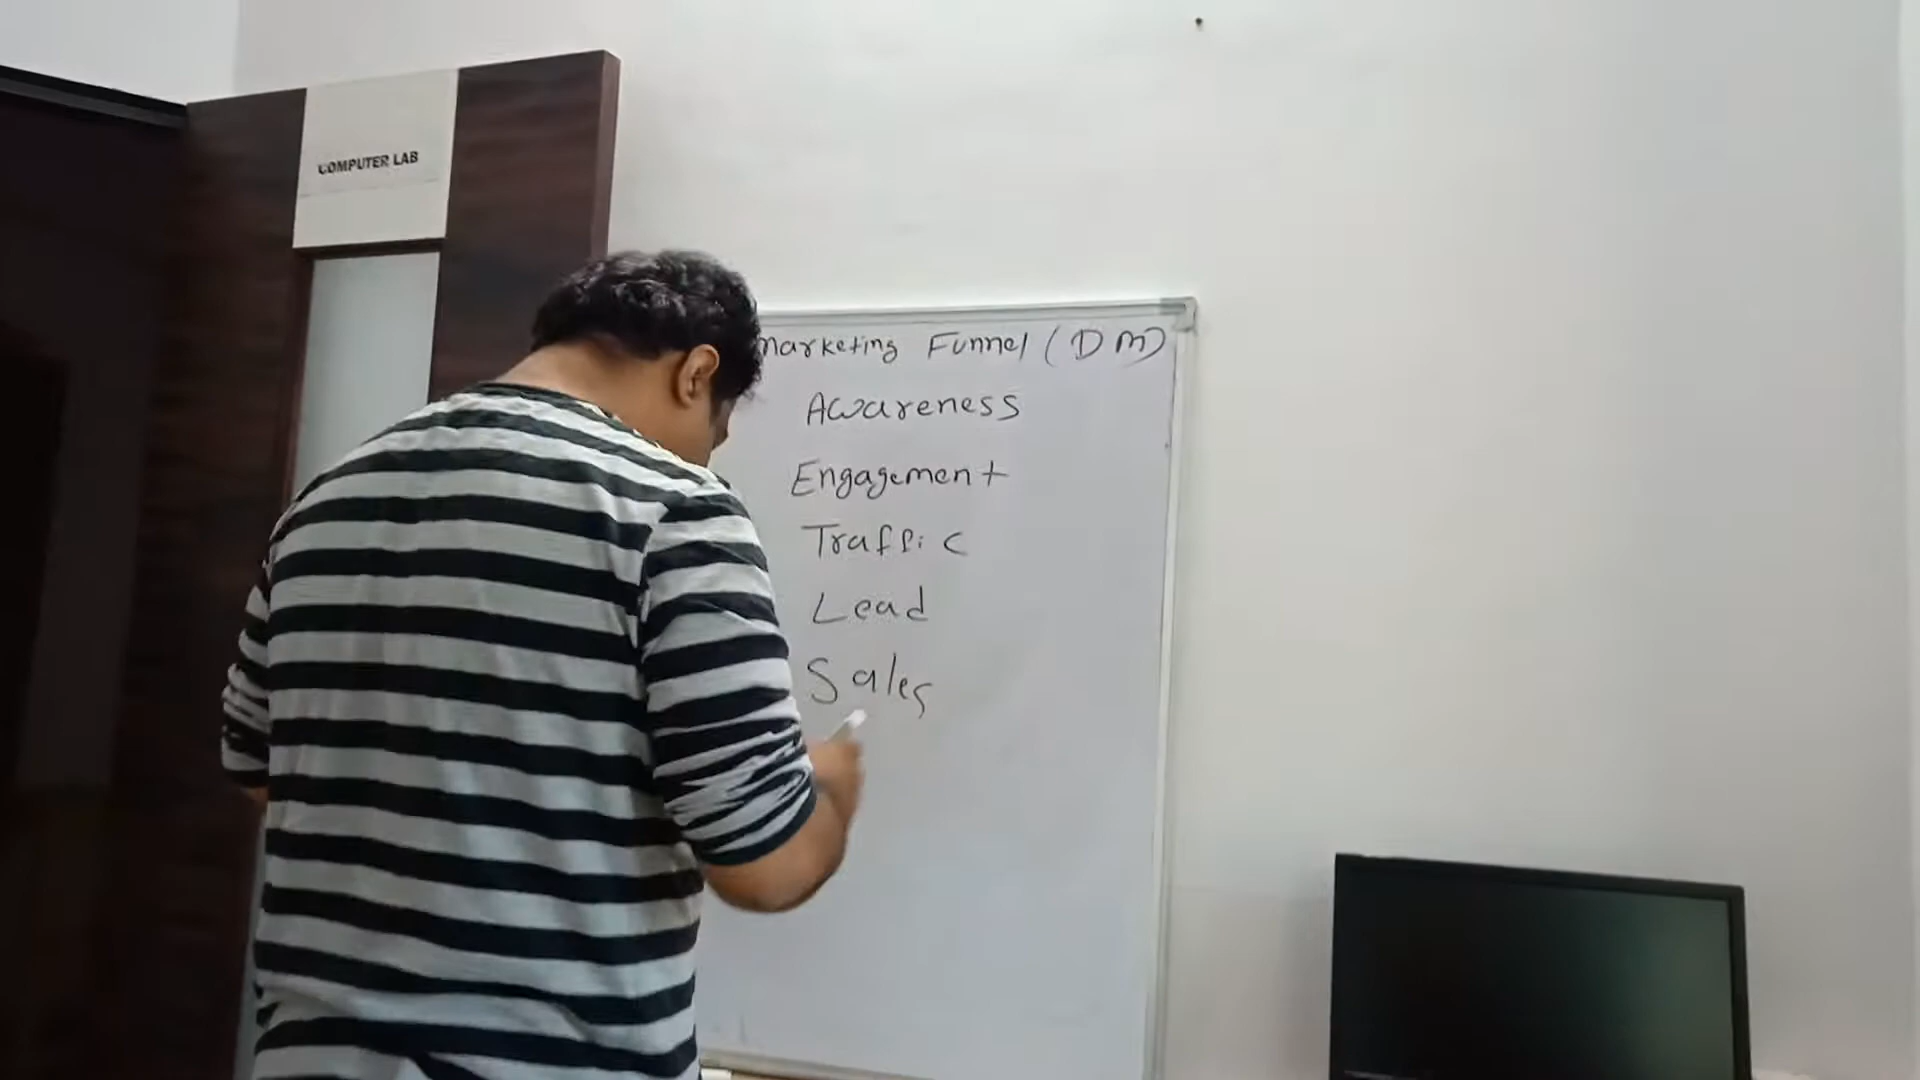 COMPUTER LAB
Marketing Funnel (DM)
Awareness
Engagement
Traffic
Lead
Sales